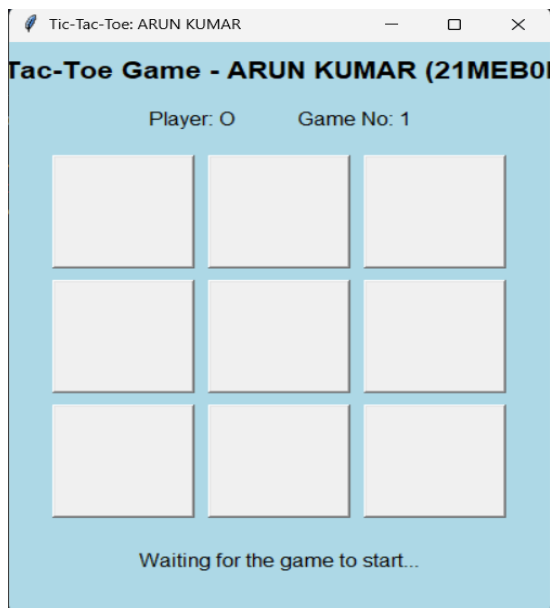 Tic-Tac-Toe: ARUN KUMAR
Tac-Toe Game - ARUN KUMAR
Player: O Game No: 1
Waiting for the game to start...